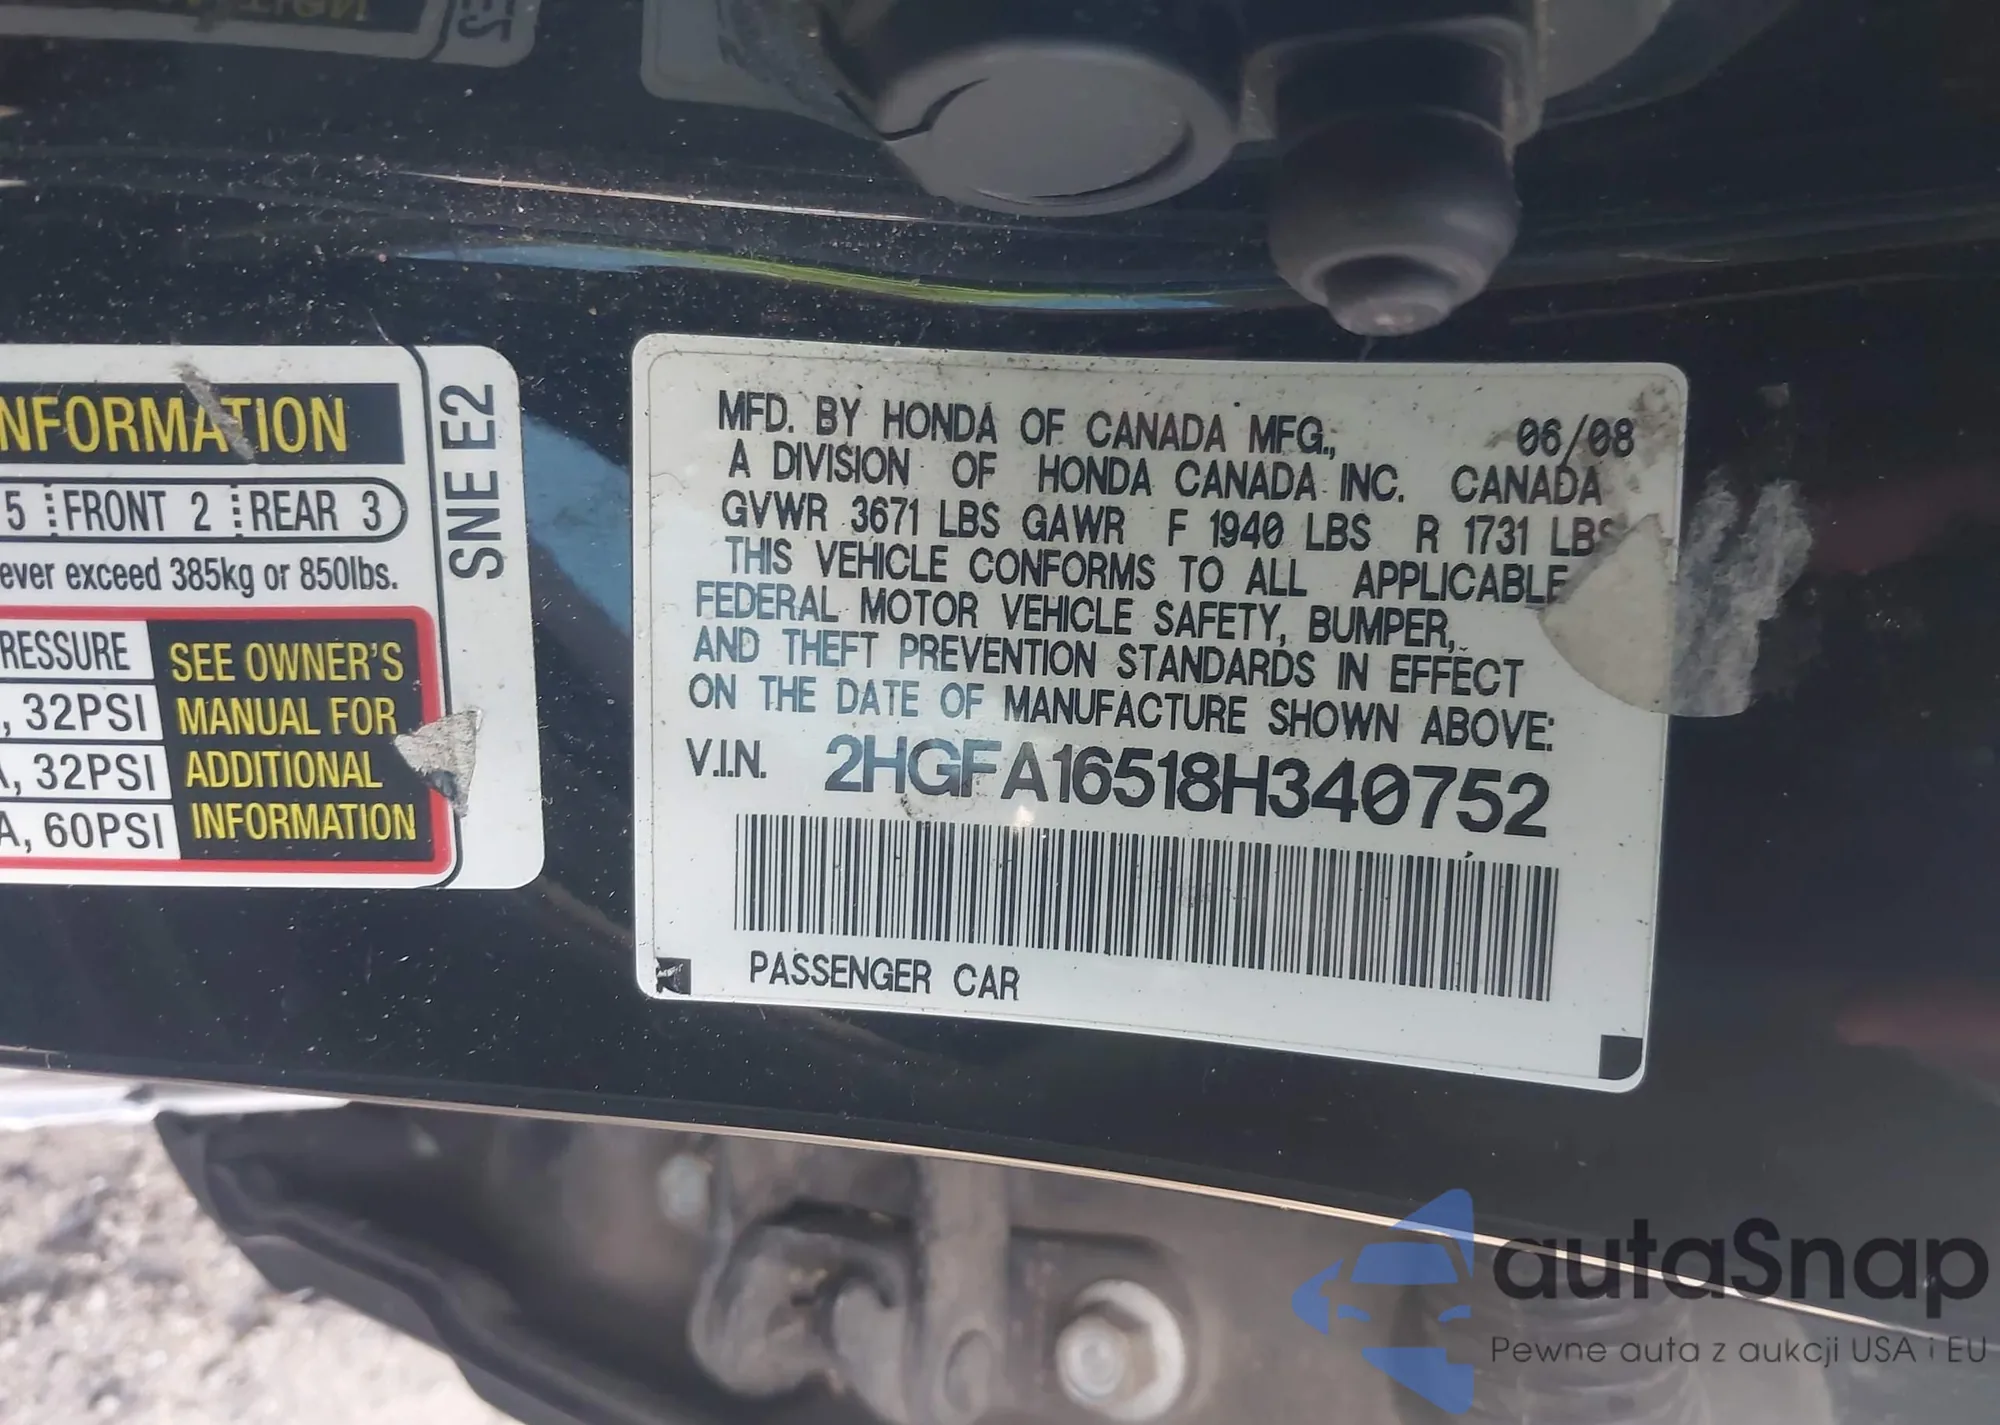 NFORMATION
SNE E2
5 FRONT 2 REAR 3
ever exceed 385kg or 850lbs.
RESSURE
, 32PSI
A, 32PSI
A, 60PSI
SEE OWNER'S
MANUAL FOR
ADDITIONAL
INFORMATION
MFD. BY HONDA OF CANADA MFG., 06/08
A DIVISION OF HONDA CANADA INC. CANADA
GVWR 3671 LBS GAWR F 1940 LBS R 1731 LBS
THIS VEHICLE CONFORMS TO ALL APPLICABLE
FEDERAL MOTOR VEHICLE SAFETY, BUMPER,
AND THEFT PREVENTION STANDARDS IN EFFECT
ON THE DATE OF MANUFACTURE SHOWN ABOVE:
V.I.N. 2HGFA16518H340752
PASSENGER CAR
autaSnap
Pewne auta z aukcji USA i EU